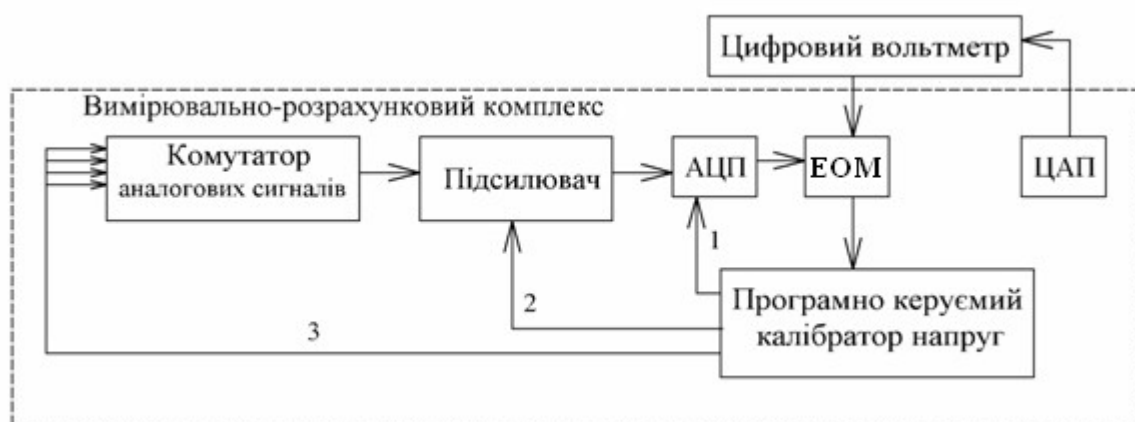 Цифровий вольтметр
Вимірювально-розрахунковий комплекс
Комутатор
аналогових сигналів
Підсилювач
АЦП
ЕОМ
ЦАП
1
2
3
Програмно керуємий
калібратор напруг